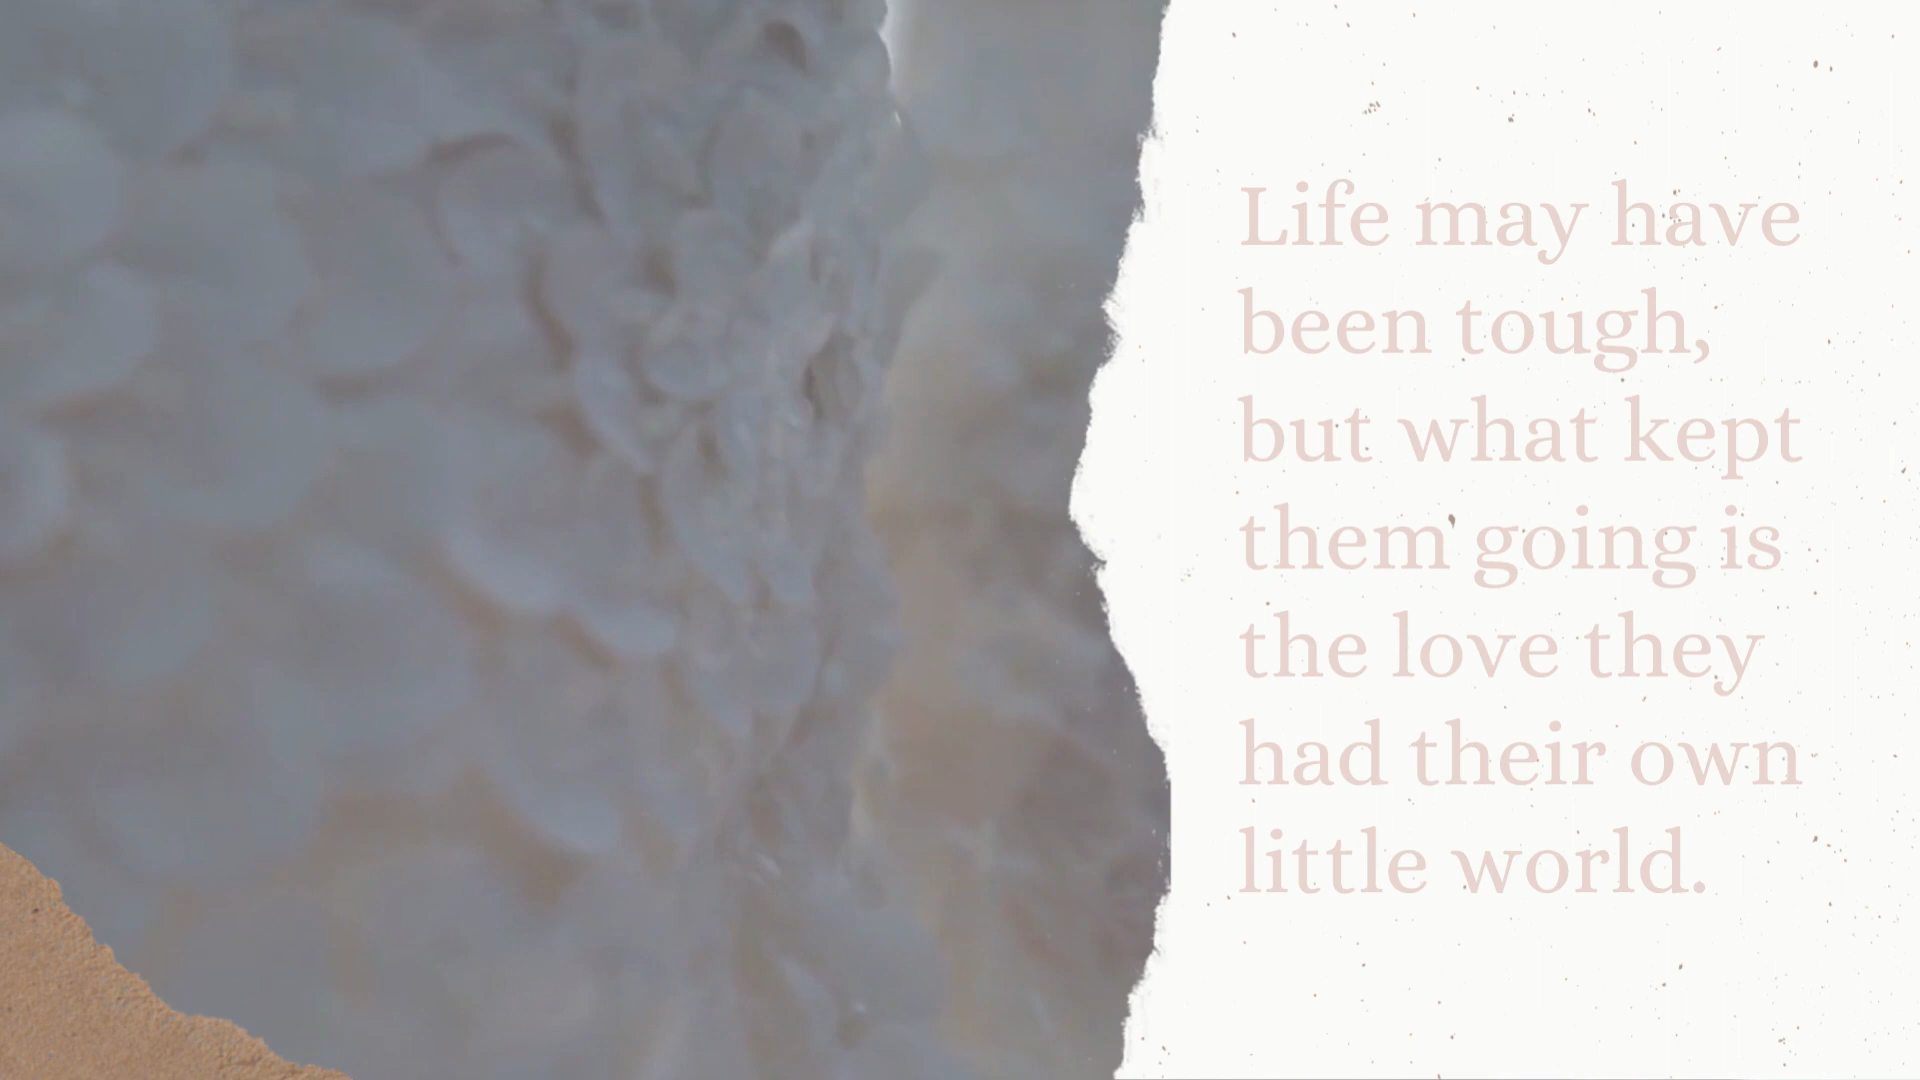 Life may have
been tough,
but what kept
them going is
the love they
had their own
little world.